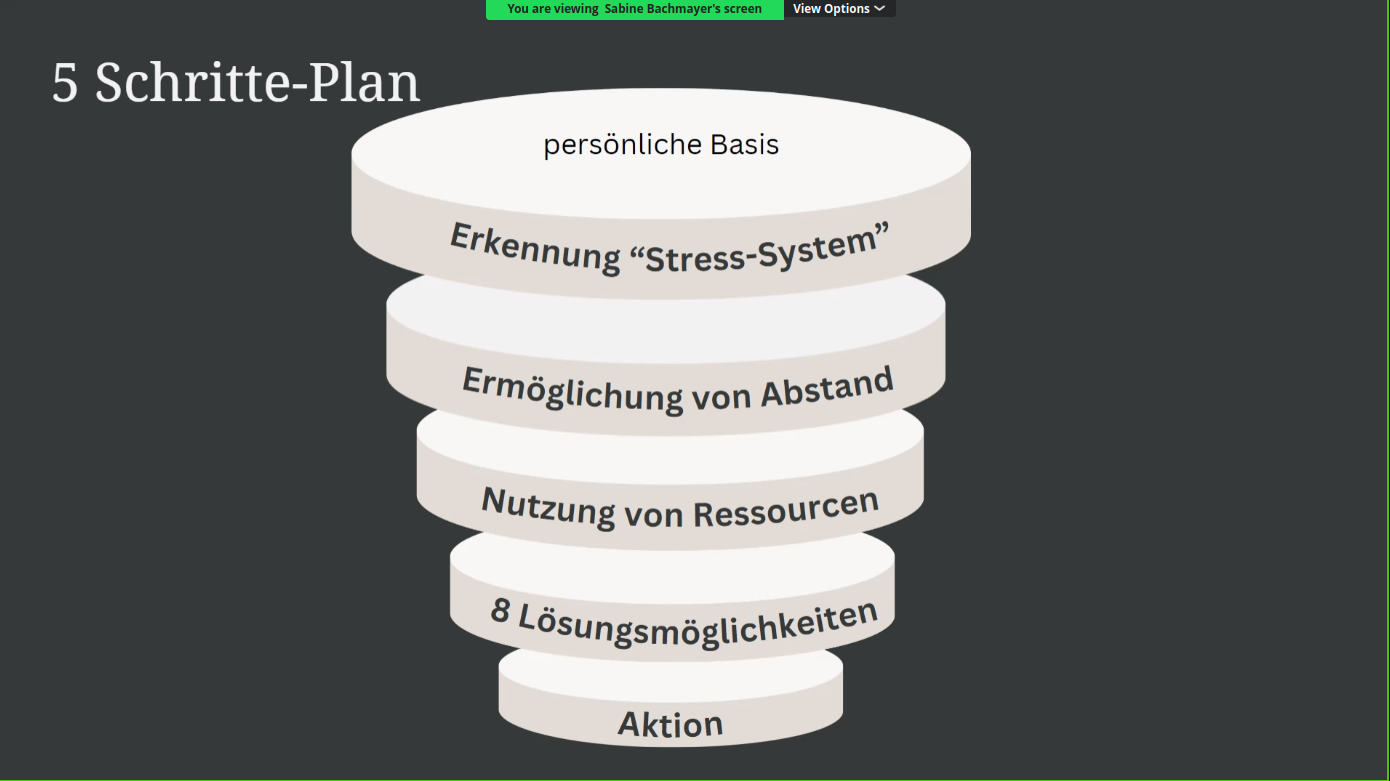 You are viewing Sabine Bachmayer's screen View Options
5 Schritte-Plan
persönliche Basis
Erkennung “Stress-System”
Ermöglichung von Abstand
Nutzung von Ressourcen
8 Lösungsmöglichkeiten
Aktion